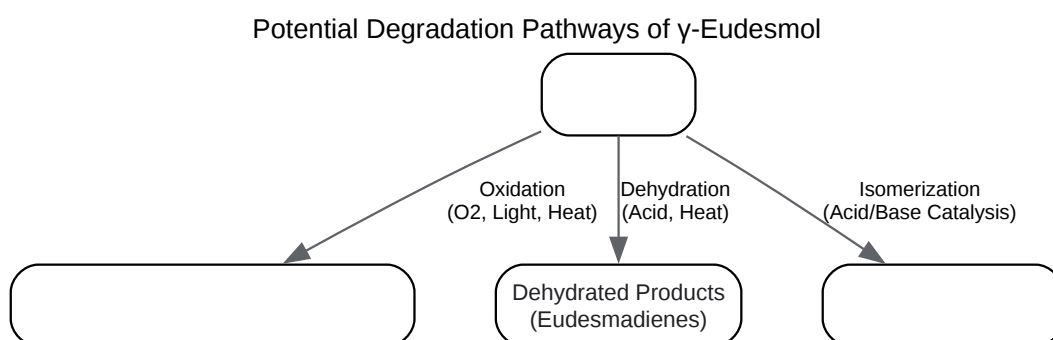 Potential Degradation Pathways of γ-Eudesmol
Oxidation
(O2, Light, Heat)
Dehydration
(Acid, Heat)
Isomerization
(Acid/Base Catalysis)
Dehydrated Products
(Eudesmadienes)